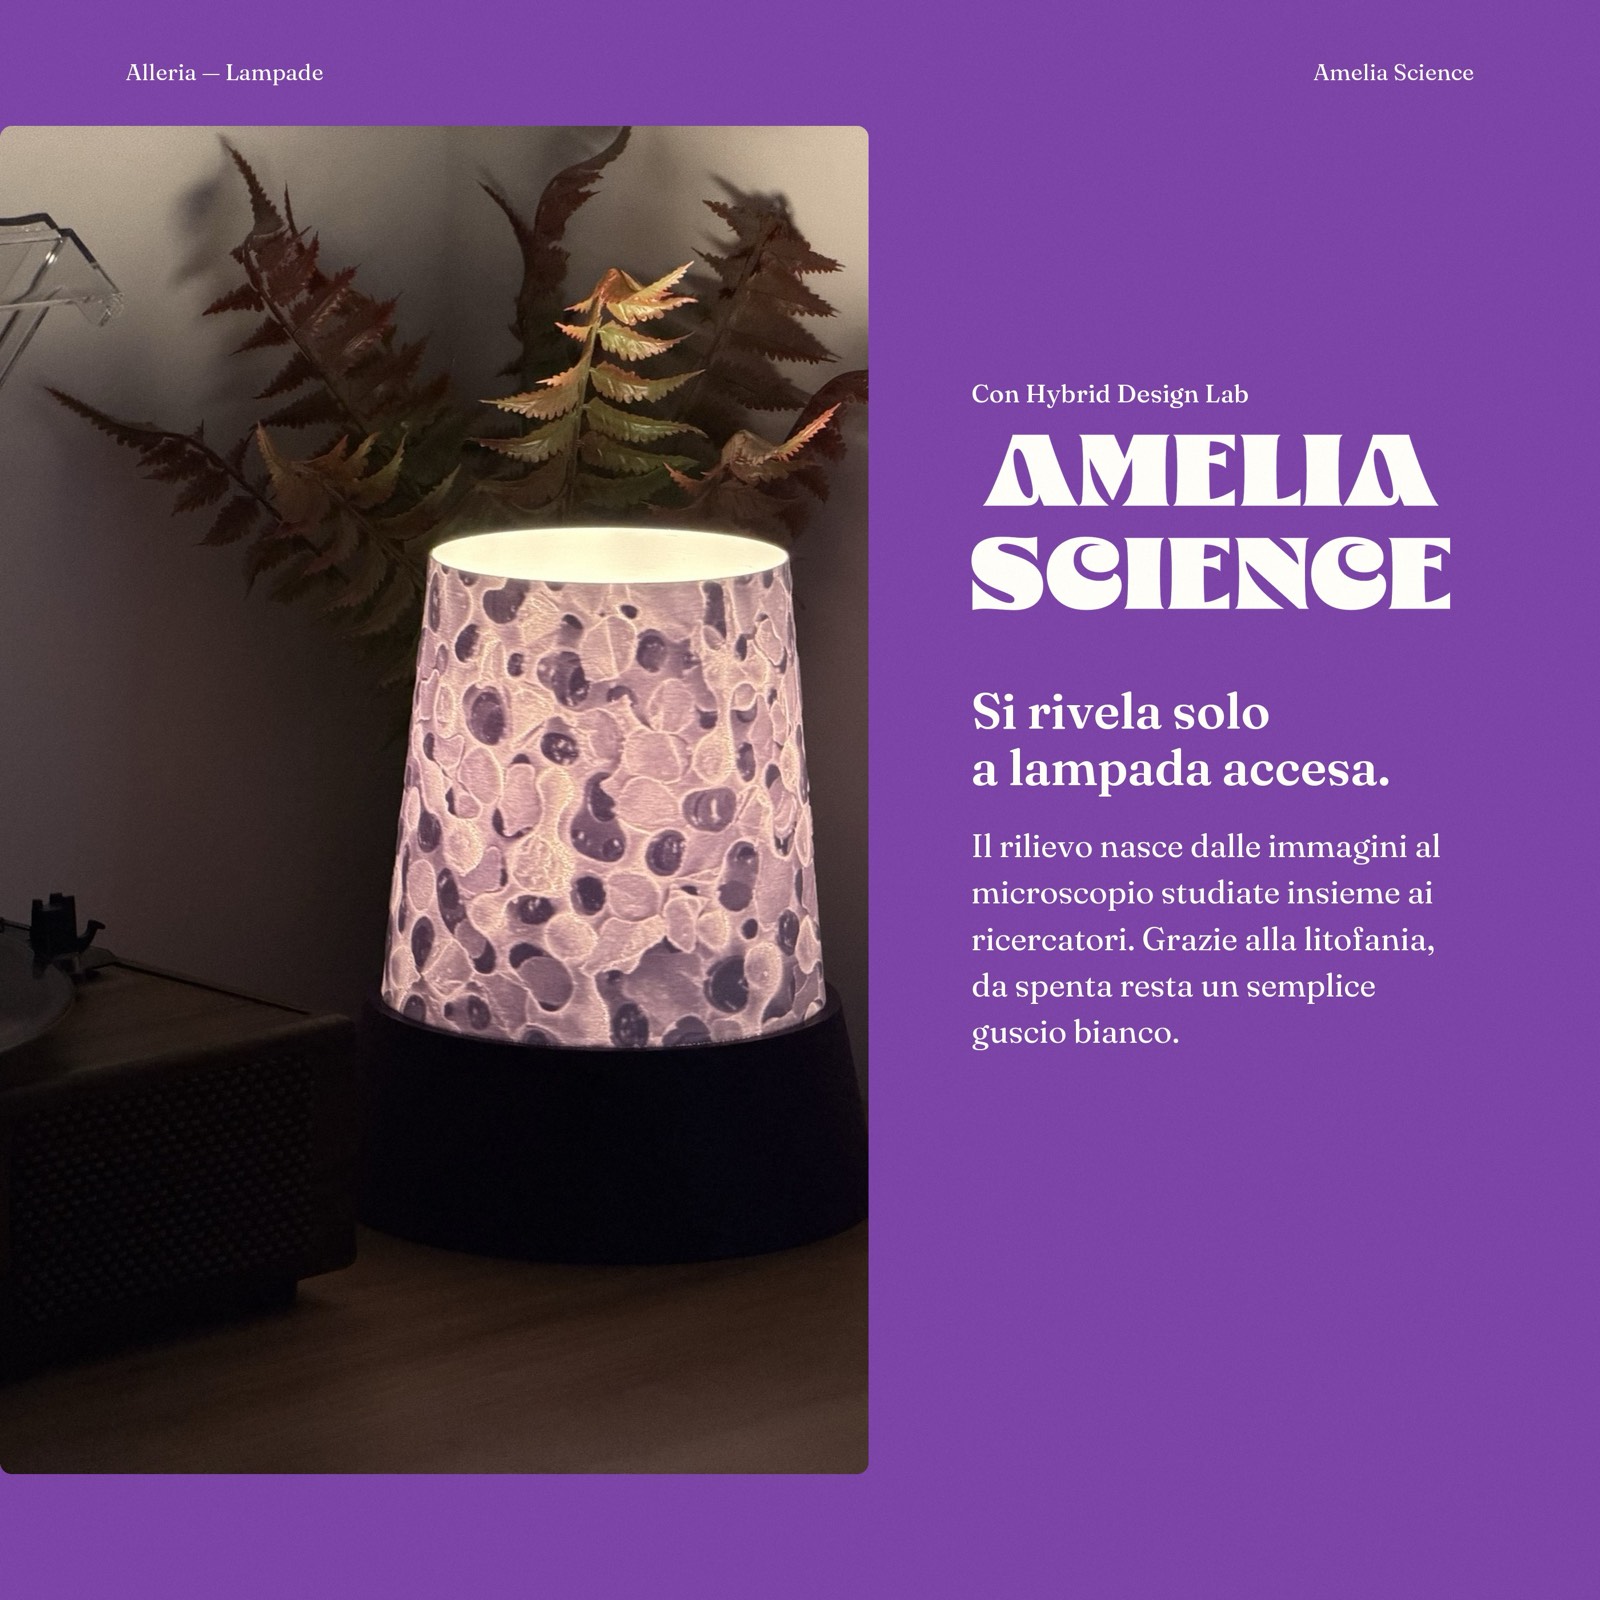 Alleria — Lampade
Amelia Science
Con Hybrid Design Lab
AMELIA
SCIENCE
Si rivela solo
a lampada accesa.
Il rilievo nasce dalle immagini al
microscopio studiate insieme ai
ricercatori. Grazie alla litofania,
da spenta resta un semplice
guscio bianco.